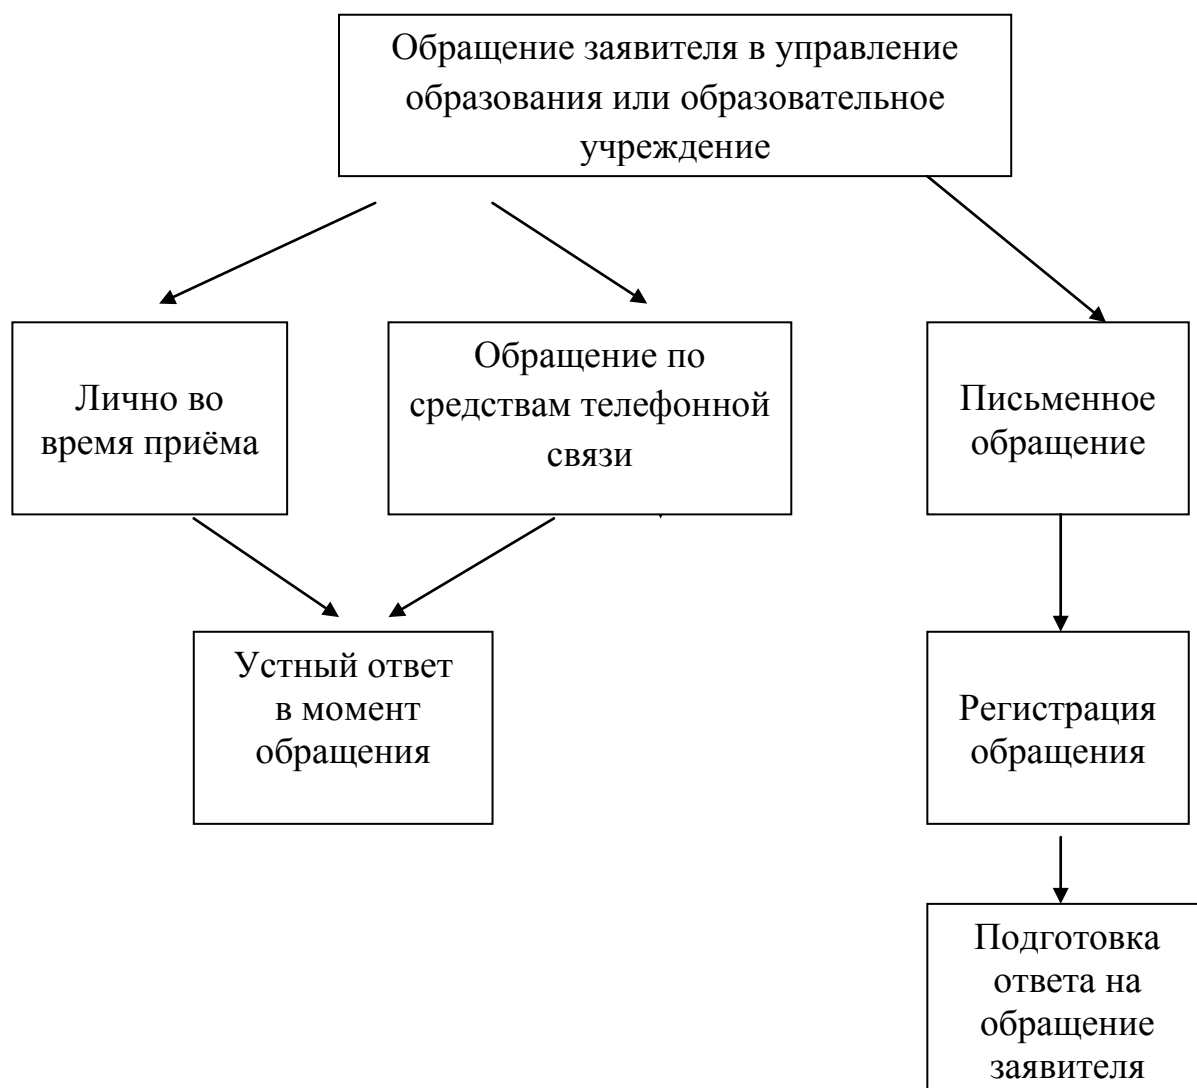 Обращение заявителя в управление
образования или образовательное
учреждение
Лично во
время приёма
Обращение по
средствам телефонной
связи
Письменное
обращение
Устный ответ
в момент
обращения
Регистрация
обращения
Подготовка
ответа на
обращение
заявителя